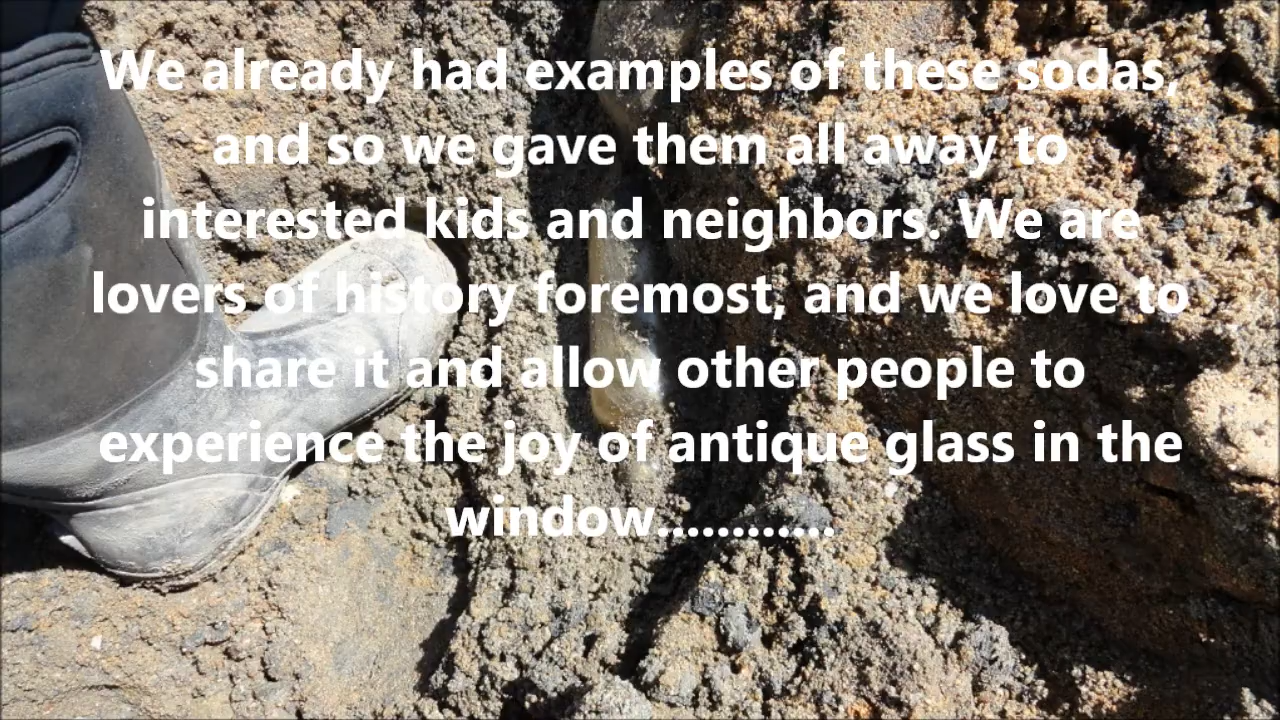 We already had examples of these sodas,
and so we gave them all away to
interested kids and neighbors. We are
lovers of history foremost, and we love to
share it and allow other people to
experience the joy of antique glass in the
window............